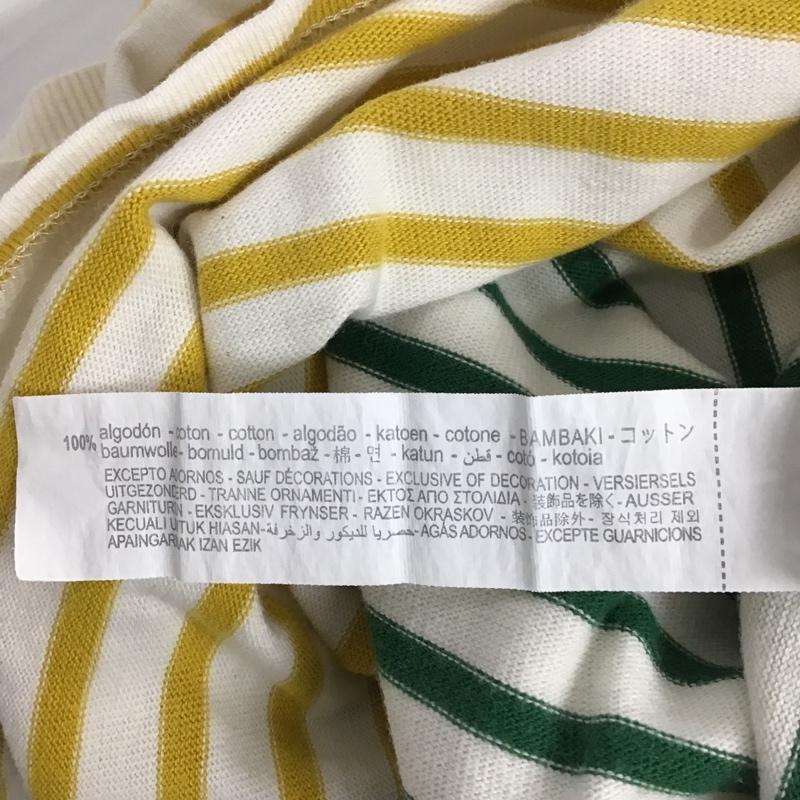 100% algodón - coton - cotton - algodão - katoen - cotone - BAMBAKI - コットン
baumwolle - bomuld - bombaž - 棉 - 면 - katun - قطن - cotó - kotoia
EXCEPTO ADORNOS - SAUF DÉCORATIONS - EXCLUSIVE OF DECORATION - VERSIERSELS
UITGEZONDERD - TRANNE ORNAMENTI - ΕΚΤΟΣ ΑΠΟ ΣΤΟΛΙΔΙΑ - 装飾品を除く - AUSSER
GARNITUREN - EKSKLUSIV FRYNSER - RAZEN OKRASKOV - 装饰品除外 - 장식처리 제외
KECUALI UNTUK HIASAN - حصريا للديكور والزخرفة - AGAS ADORNOS - EXCEPTE GUARNICIONS
APAINGARRIAK IZAN EZIK